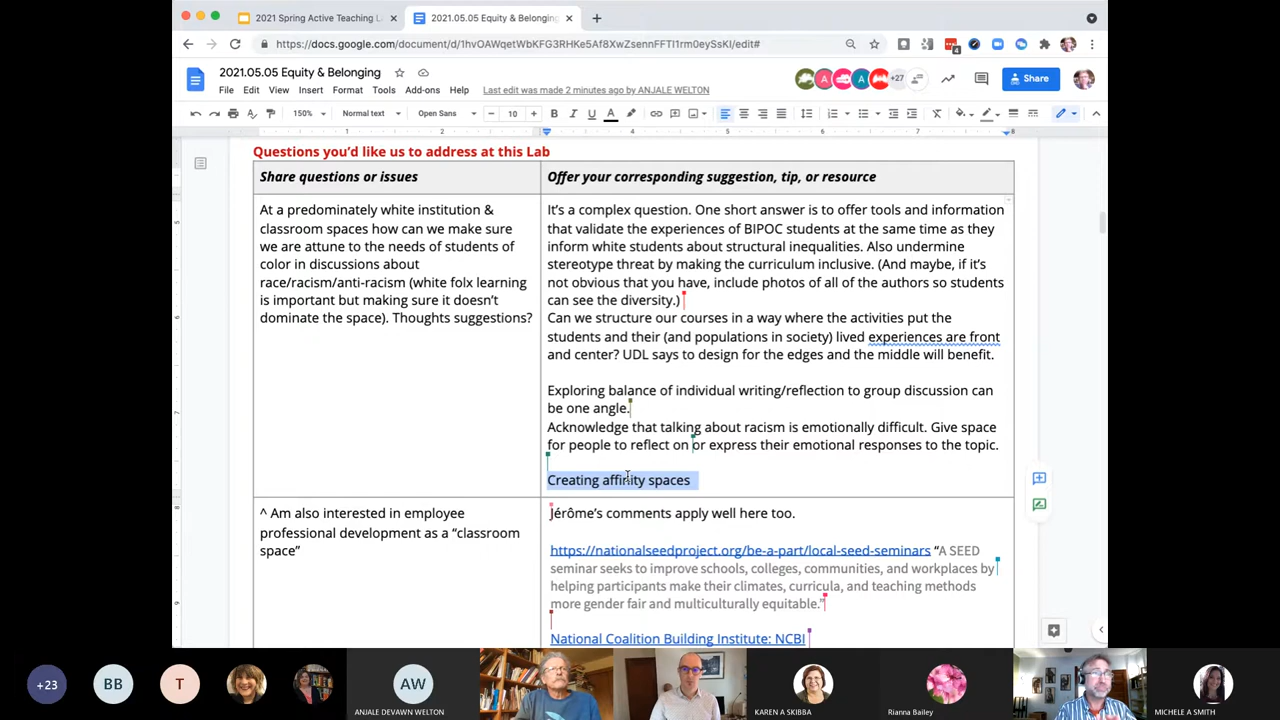 2021 Spring Active Teaching L
2021.05.05 Equity & Belonging
https://docs.google.com/document/d/1hvOAWqetWbKFG3RHKe5Af8XwZsennFFTI1rm0eySsKI/edit#
4
2021.05.05 Equity & Belonging
File Edit View Insert Format Tools Add-ons Help
Last edit was made 2 minutes ago by ANJALE WELTON
A A +27
Share
150% Normal text Open Sans 10 B I U A
1 2 3 4 5 6 7 8
Questions you'd like us to address at this Lab
Share questions or issues
Offer your corresponding suggestion, tip, or resource
At a predominately white institution &
classroom spaces how can we make sure
we are attune to the needs of students of
color in discussions about
race/racism/anti-racism (white folx learning
is important but making sure it doesn't
dominate the space). Thoughts suggestions?
It's a complex question. One short answer is to offer tools and information
that validate the experiences of BIPOC students at the same time as they
inform white students about structural inequalities. Also undermine
stereotype threat by making the curriculum inclusive. (And maybe, if it's
not obvious that you have, include photos of all of the authors so students
can see the diversity.)
Can we structure our courses in a way where the activities put the
students and their (and populations in society) lived experiences are front
and center? UDL says to design for the edges and the middle will benefit.
Exploring balance of individual writing/reflection to group discussion can
be one angle.
Acknowledge that talking about racism is emotionally difficult. Give space
for people to reflect on or express their emotional responses to the topic.
Creating affinity spaces
^ Am also interested in employee
professional development as a “classroom
space”
Jérôme's comments apply well here too.
https://nationalseedproject.org/be-a-part/local-seed-seminars “A SEED
seminar seeks to improve schools, colleges, communities, and workplaces by
helping participants make their climates, curricula, and teaching methods
more gender fair and multiculturally equitable.”
National Coalition Building Institute: NCBI
+23
BB
T
AW
ANJALE DEVAWN WELTON
KAREN A SKIBBA
Rianna Bailey
MICHELE A SMITH